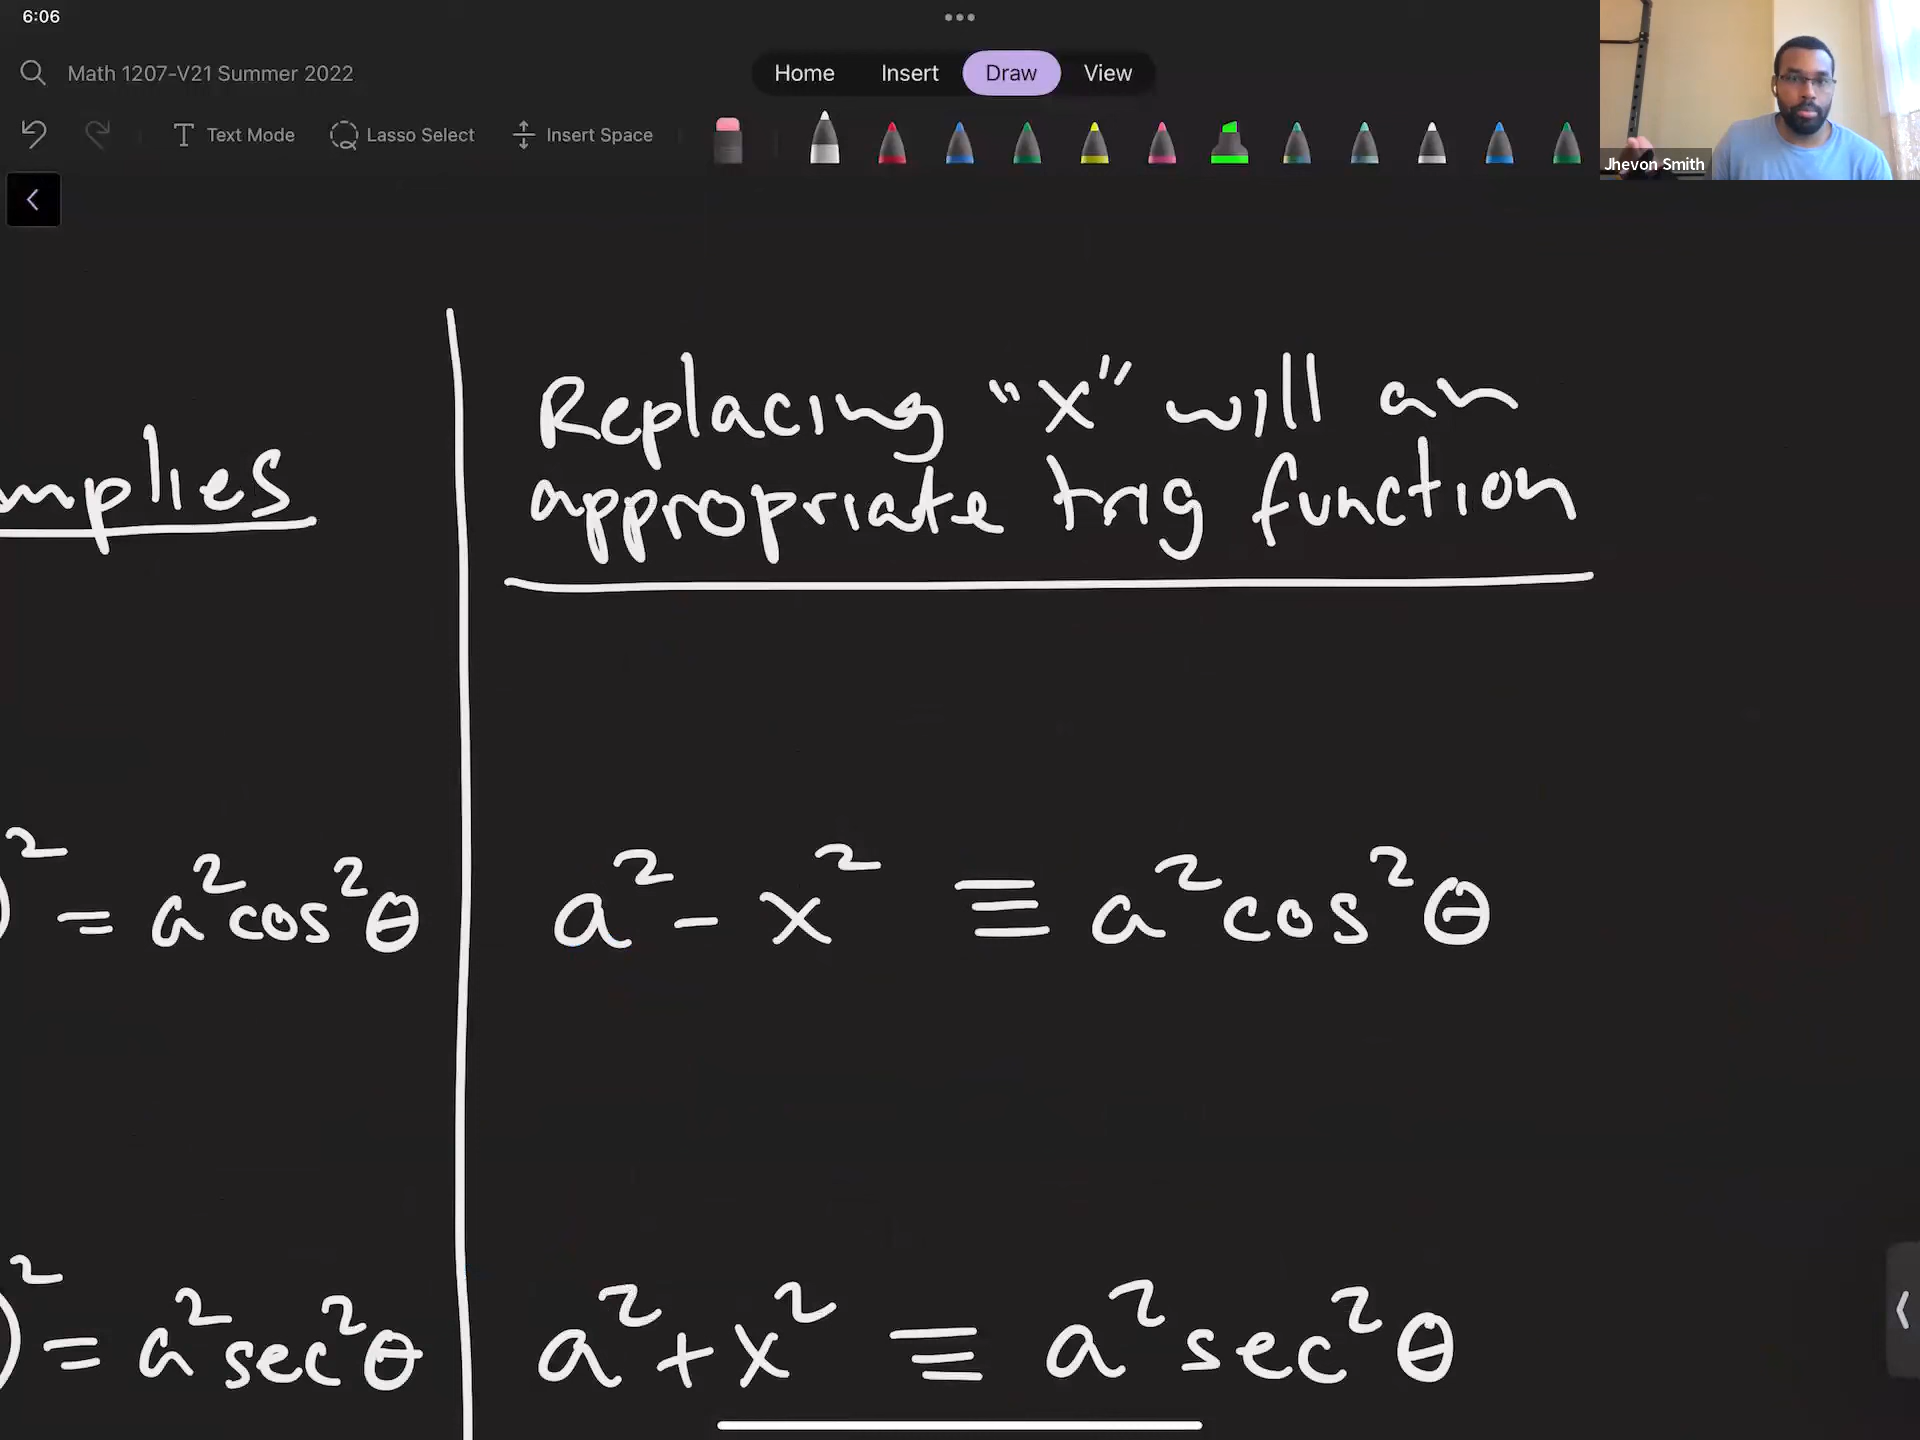 6:06
Math 1207-V21 Summer 2022
Home Insert Draw View
Text Mode Lasso Select Insert Space
Jhevon Smith
Replacing "x" will an
appropriate trig function
mplies
)² = a²cos²θ
a² - x² ≡ a²cos²θ
)² = a²sec²θ
a² + x² ≡ a²sec²θ